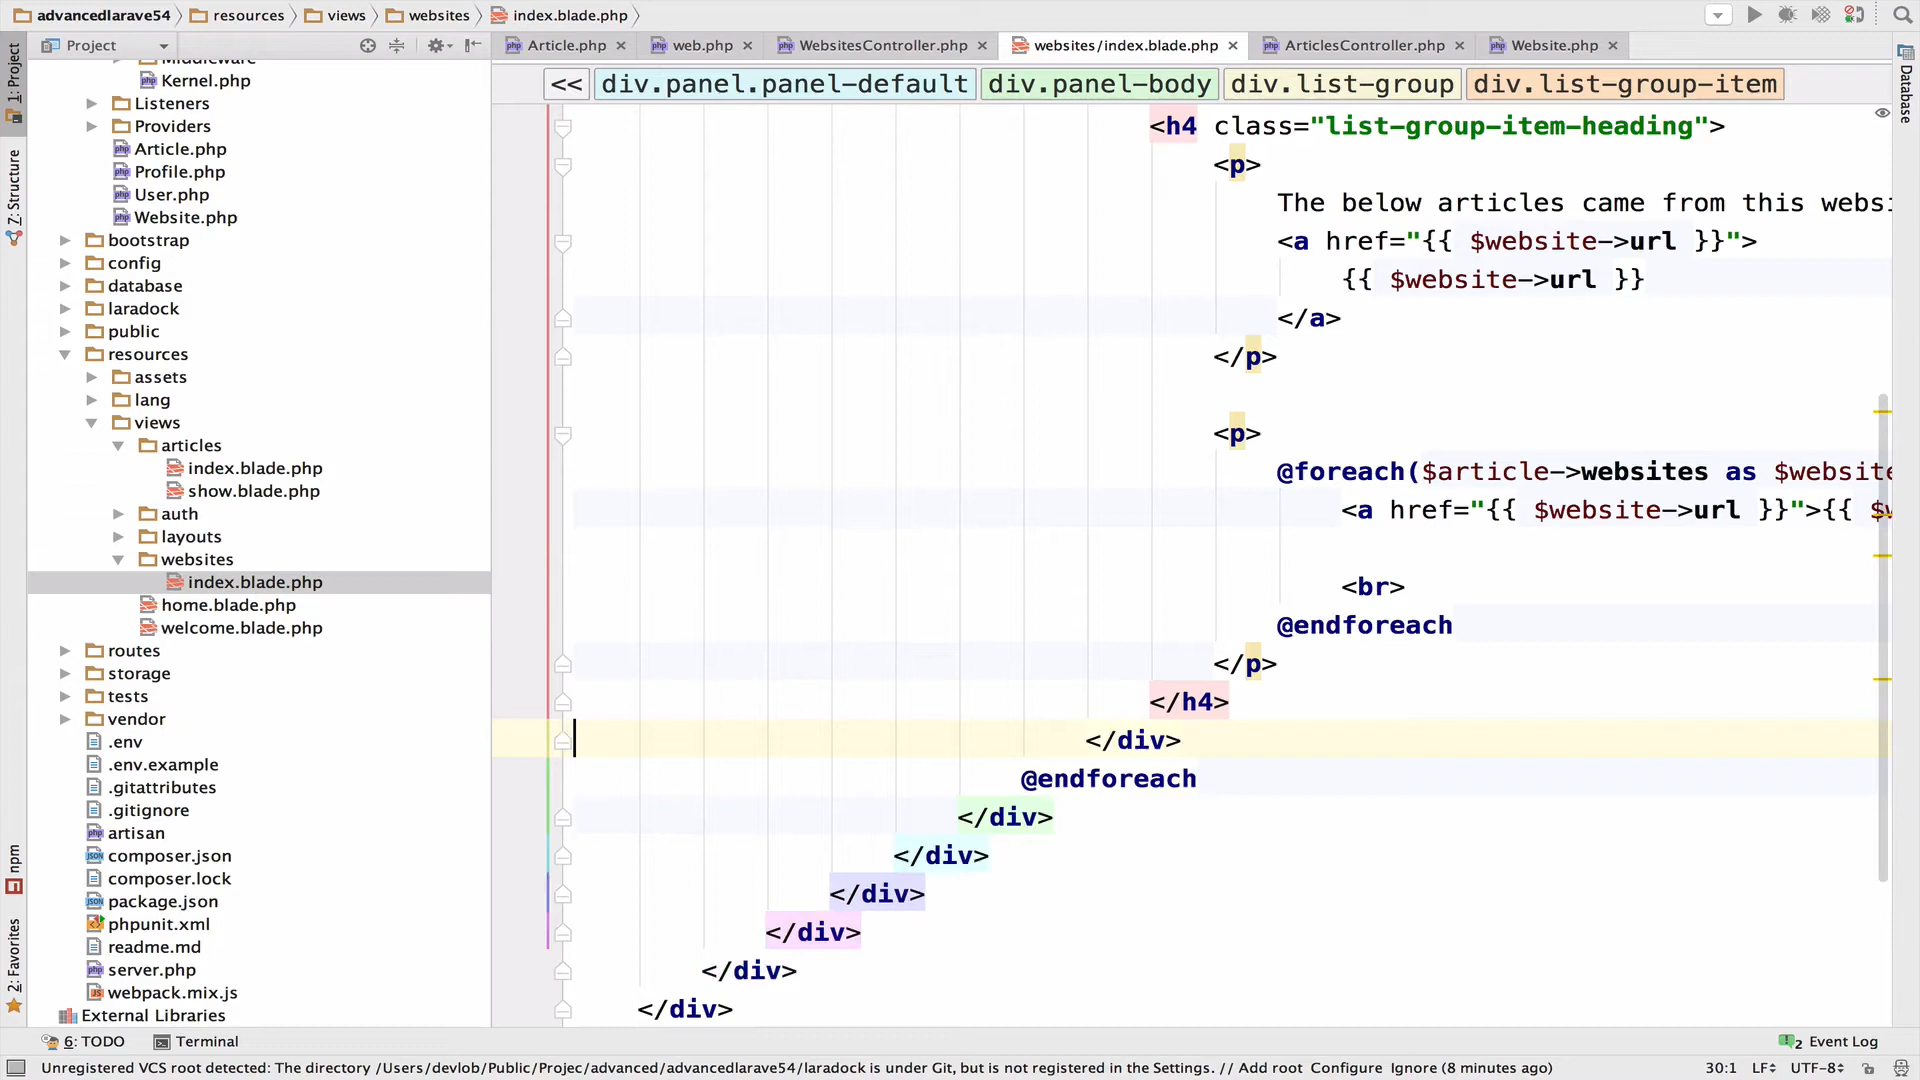 advancedlarave54 resources views websites index.blade.php
1: Project
Project
Article.php web.php WebsitesController.php websites/index.blade.php ArticlesController.php Website.php
Database
<< div.panel.panel-default div.panel-body div.list-group div.list-group-item
Kernel.php
Listeners
Providers
Article.php
Profile.php
User.php
Website.php
bootstrap
config
database
laradock
public
resources
assets
lang
views
articles
index.blade.php
show.blade.php
auth
layouts
websites
index.blade.php
home.blade.php
welcome.blade.php
routes
storage
tests
vendor
.env
.env.example
.gitattributes
.gitignore
artisan
composer.json
composer.lock
package.json
phpunit.xml
readme.md
server.php
webpack.mix.js
External Libraries
7: Structure
npm
2: Favorites
<h4 class="list-group-item-heading">
<p>
The below articles came from this websi
<a href="{{ $website->url }}">
{{ $website->url }}
</a>
</p>
<p>
@foreach($article->websites as $website
<a href="{{ $website->url }}">{{ $w
<br>
@endforeach
</p>
</h4>
</div>
@endforeach
</div>
</div>
</div>
</div>
</div>
</div>
6: TODO Terminal 2 Event Log
Unregistered VCS root detected: The directory /Users/devlob/Public/Projec/advanced/advancedlarave54/laradock is under Git, but is not registered in the Settings. // Add root Configure Ignore (8 minutes ago) 30:1 LF UTF-8